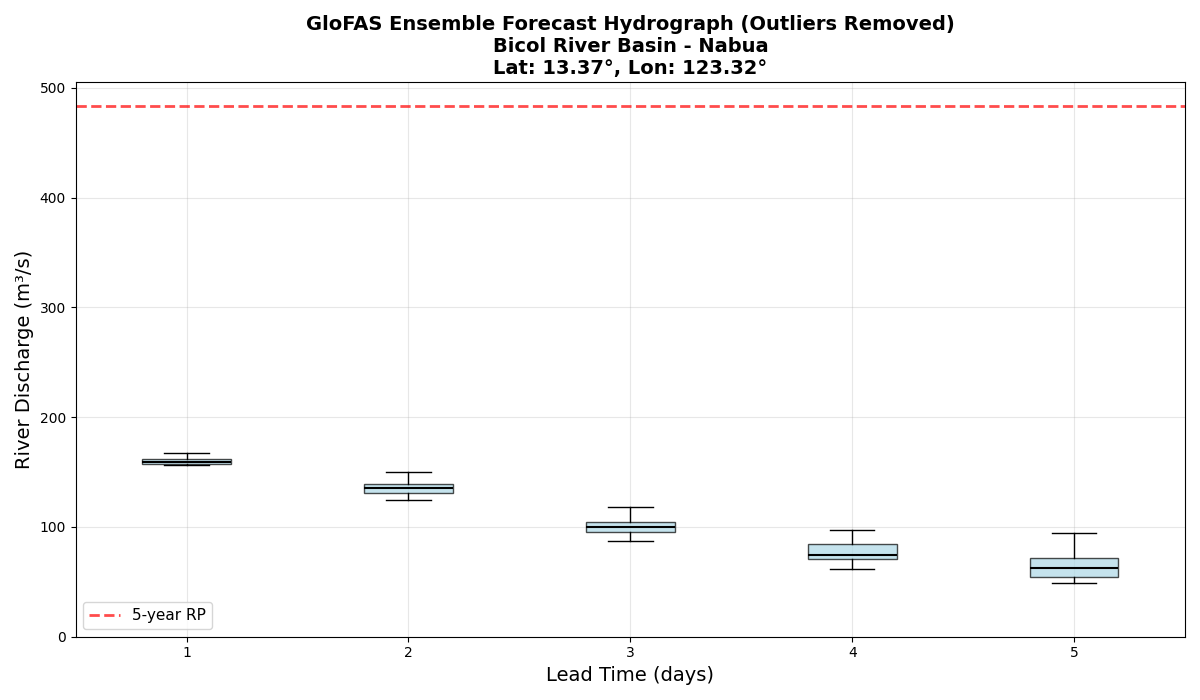 GloFAS Ensemble Forecast Hydrograph (Outliers Removed)
Bicol River Basin - Nabua
Lat: 13.37°, Lon: 123.32°
River Discharge (m³/s)
500
400
300
200
100
0
5-year RP
1
2
3
4
5
Lead Time (days)